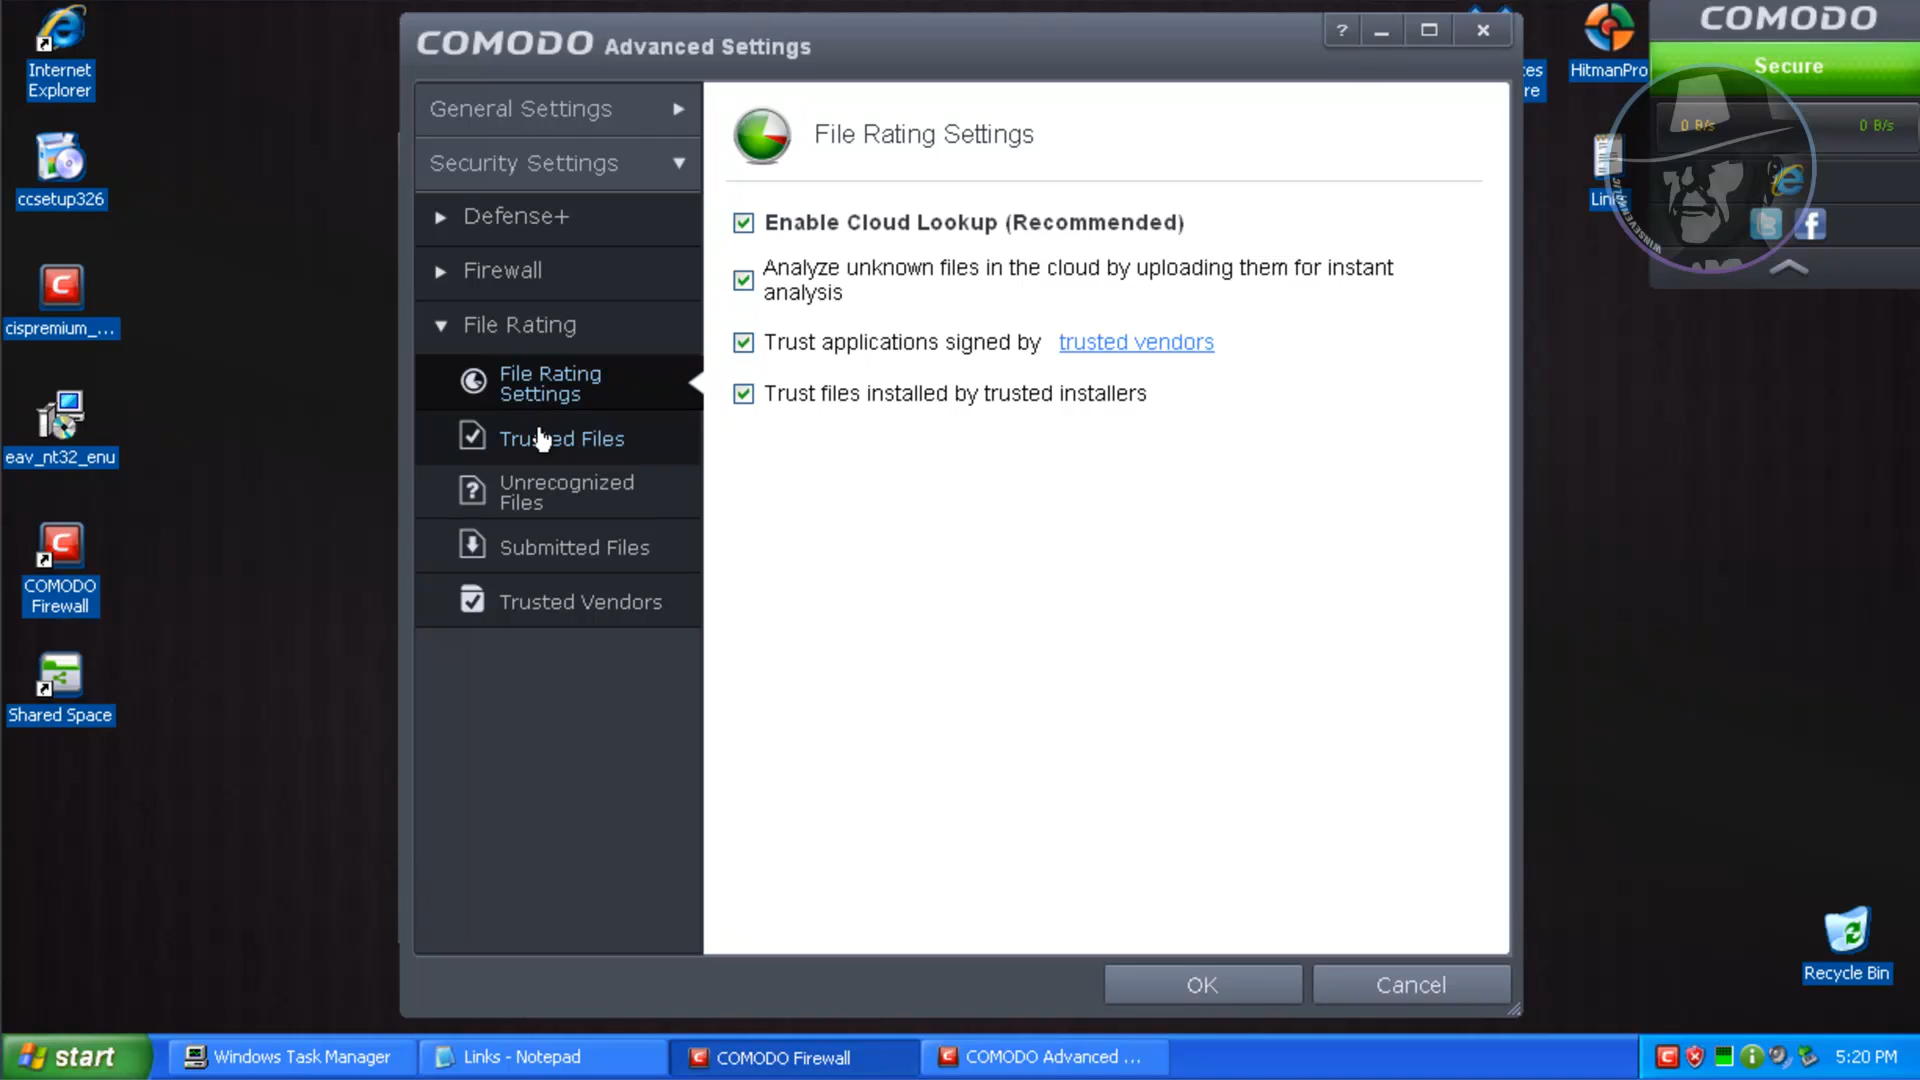 Internet
Explorer
ccsetup326
cispremium_...
eav_nt32_enu
COMODO
Firewall
Shared Space
COMODO Advanced Settings
?
General Settings
Security Settings
Defense+
Firewall
File Rating
File Rating
Settings
Trusted Files
Unrecognized
Files
Submitted Files
Trusted Vendors
File Rating Settings
Enable Cloud Lookup (Recommended)
Analyze unknown files in the cloud by uploading them for instant
analysis
Trust applications signed by trusted vendors
Trust files installed by trusted installers
OK
Cancel
HitmanPro
COMODO
Secure
0 B/s
0 B/s
Recycle Bin
start
Windows Task Manager
Links - Notepad
COMODO Firewall
COMODO Advanced ...
5:20 PM